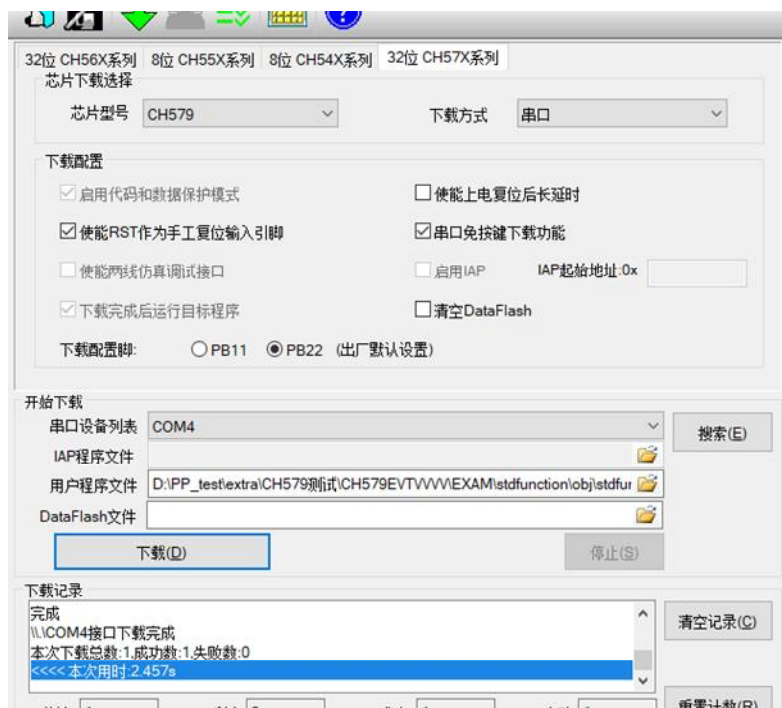 32位 CH56X系列 8位 CH55X系列 8位 CH54X系列 32位 CH57X系列
芯片下载选择
芯片型号 CH579 下载方式 串口
下载配置
启用代码和数据保护模式 使能上电复位后长延时
使能RST作为手工复位输入引脚 串口免按键下载功能
使能两线仿真调试接口 启用IAP IAP起始地址:0x
下载完成后运行目标程序 清空DataFlash
下载配置脚: PB11 PB22 (出厂默认设置)
开始下载
串口设备列表 COM4 搜索(E)
IAP程序文件
用户程序文件 D:\PP_test\extra\CH579测试\CH579EVTVVVV\EXAM\stdfunction\obj\stdfur
DataFlash文件
下载(D) 停止(S)
下载记录
完成
\\.\COM4接口下载完成
本次下载总数:1,成功数:1,失败数:0
<<<< 本次用时:2.457s
清空记录(C)
重置计数(R)